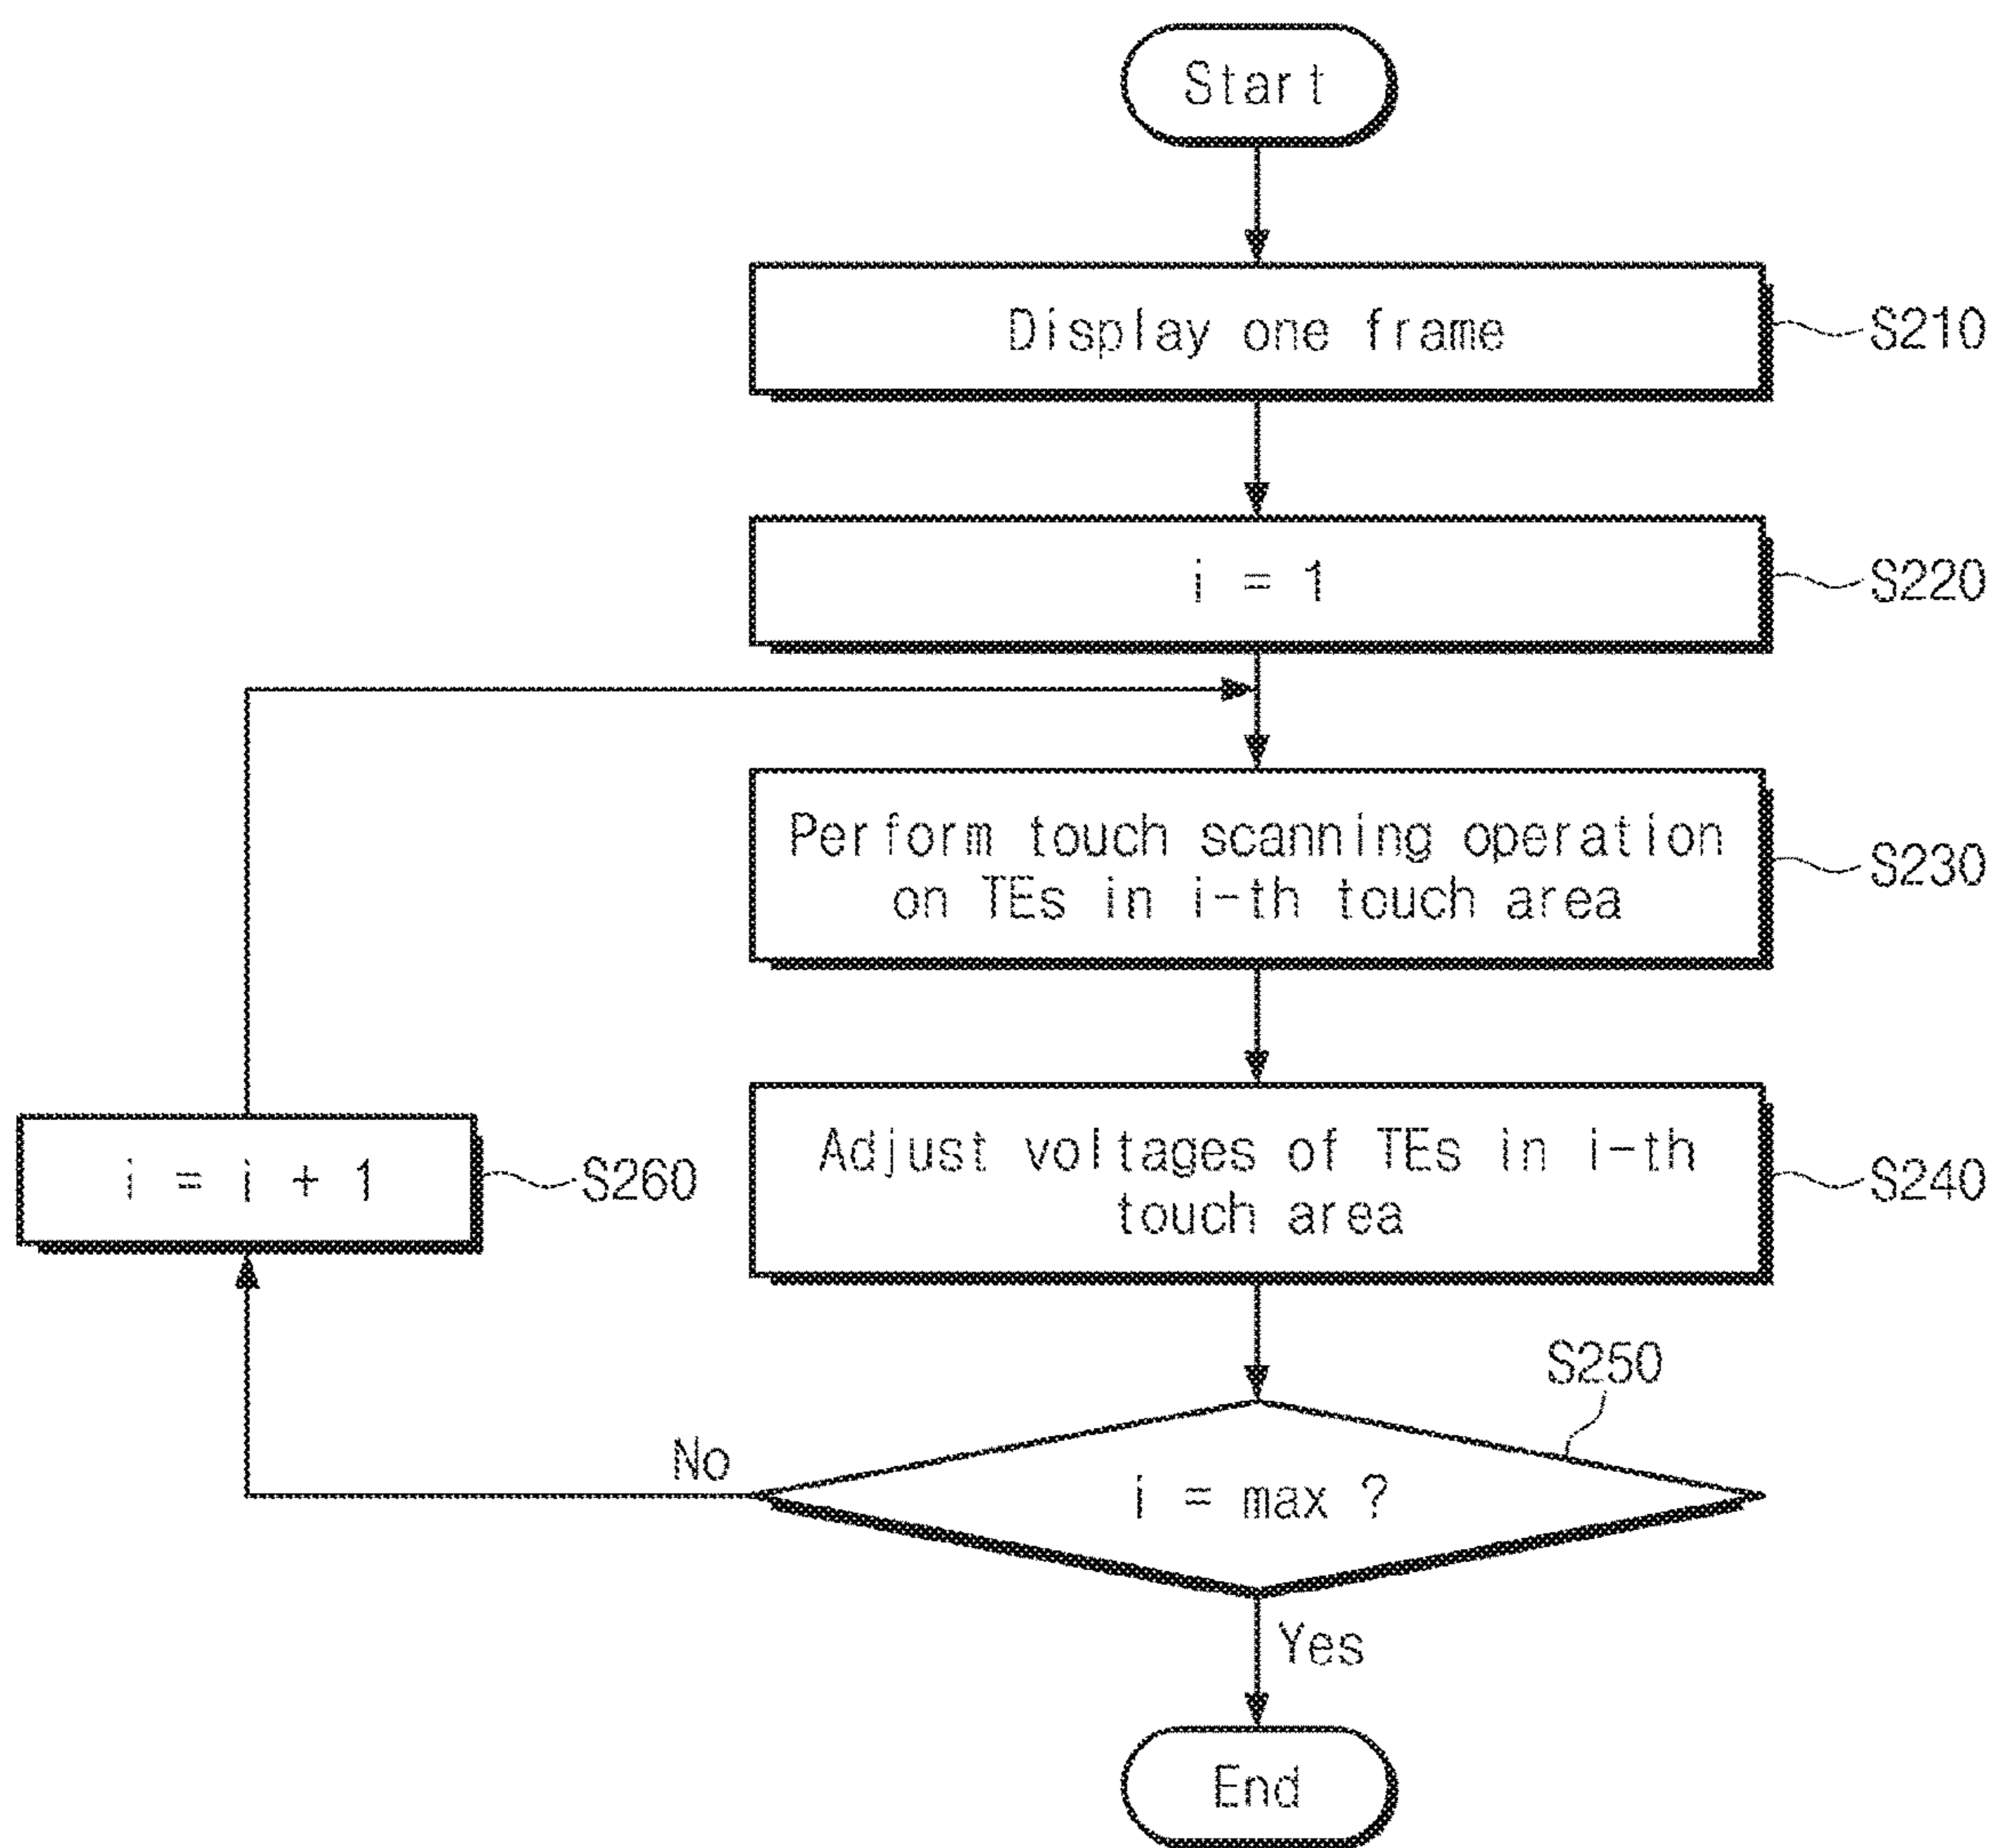 Start
Display one frame
S210
i = 1
S220
Perform touch scanning operation
on TEs in i-th touch area
S230
Adjust voltages of TEs in i-th
touch area
S240
i = i + 1
S260
S250
i = max ?
No
Yes
End